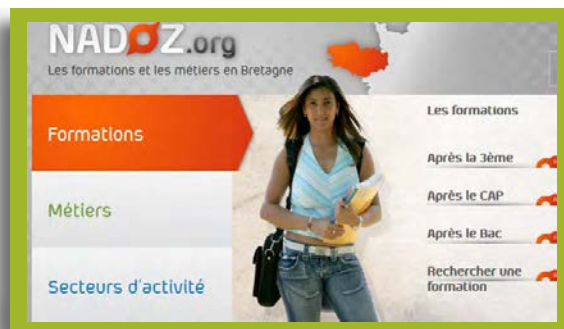 NADOZ.org
Les formations et les métiers en Bretagne
Formations
Métiers
Secteurs d'activité
Les formations
Après la 3ème
Après le CAP
Après le Bac
Rechercher une
formation